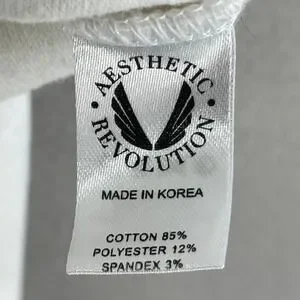 AESTHETIC
REVOLUTION
MADE IN KOREA
COTTON 85%
POLYESTER 12%
SPANDEX 3%